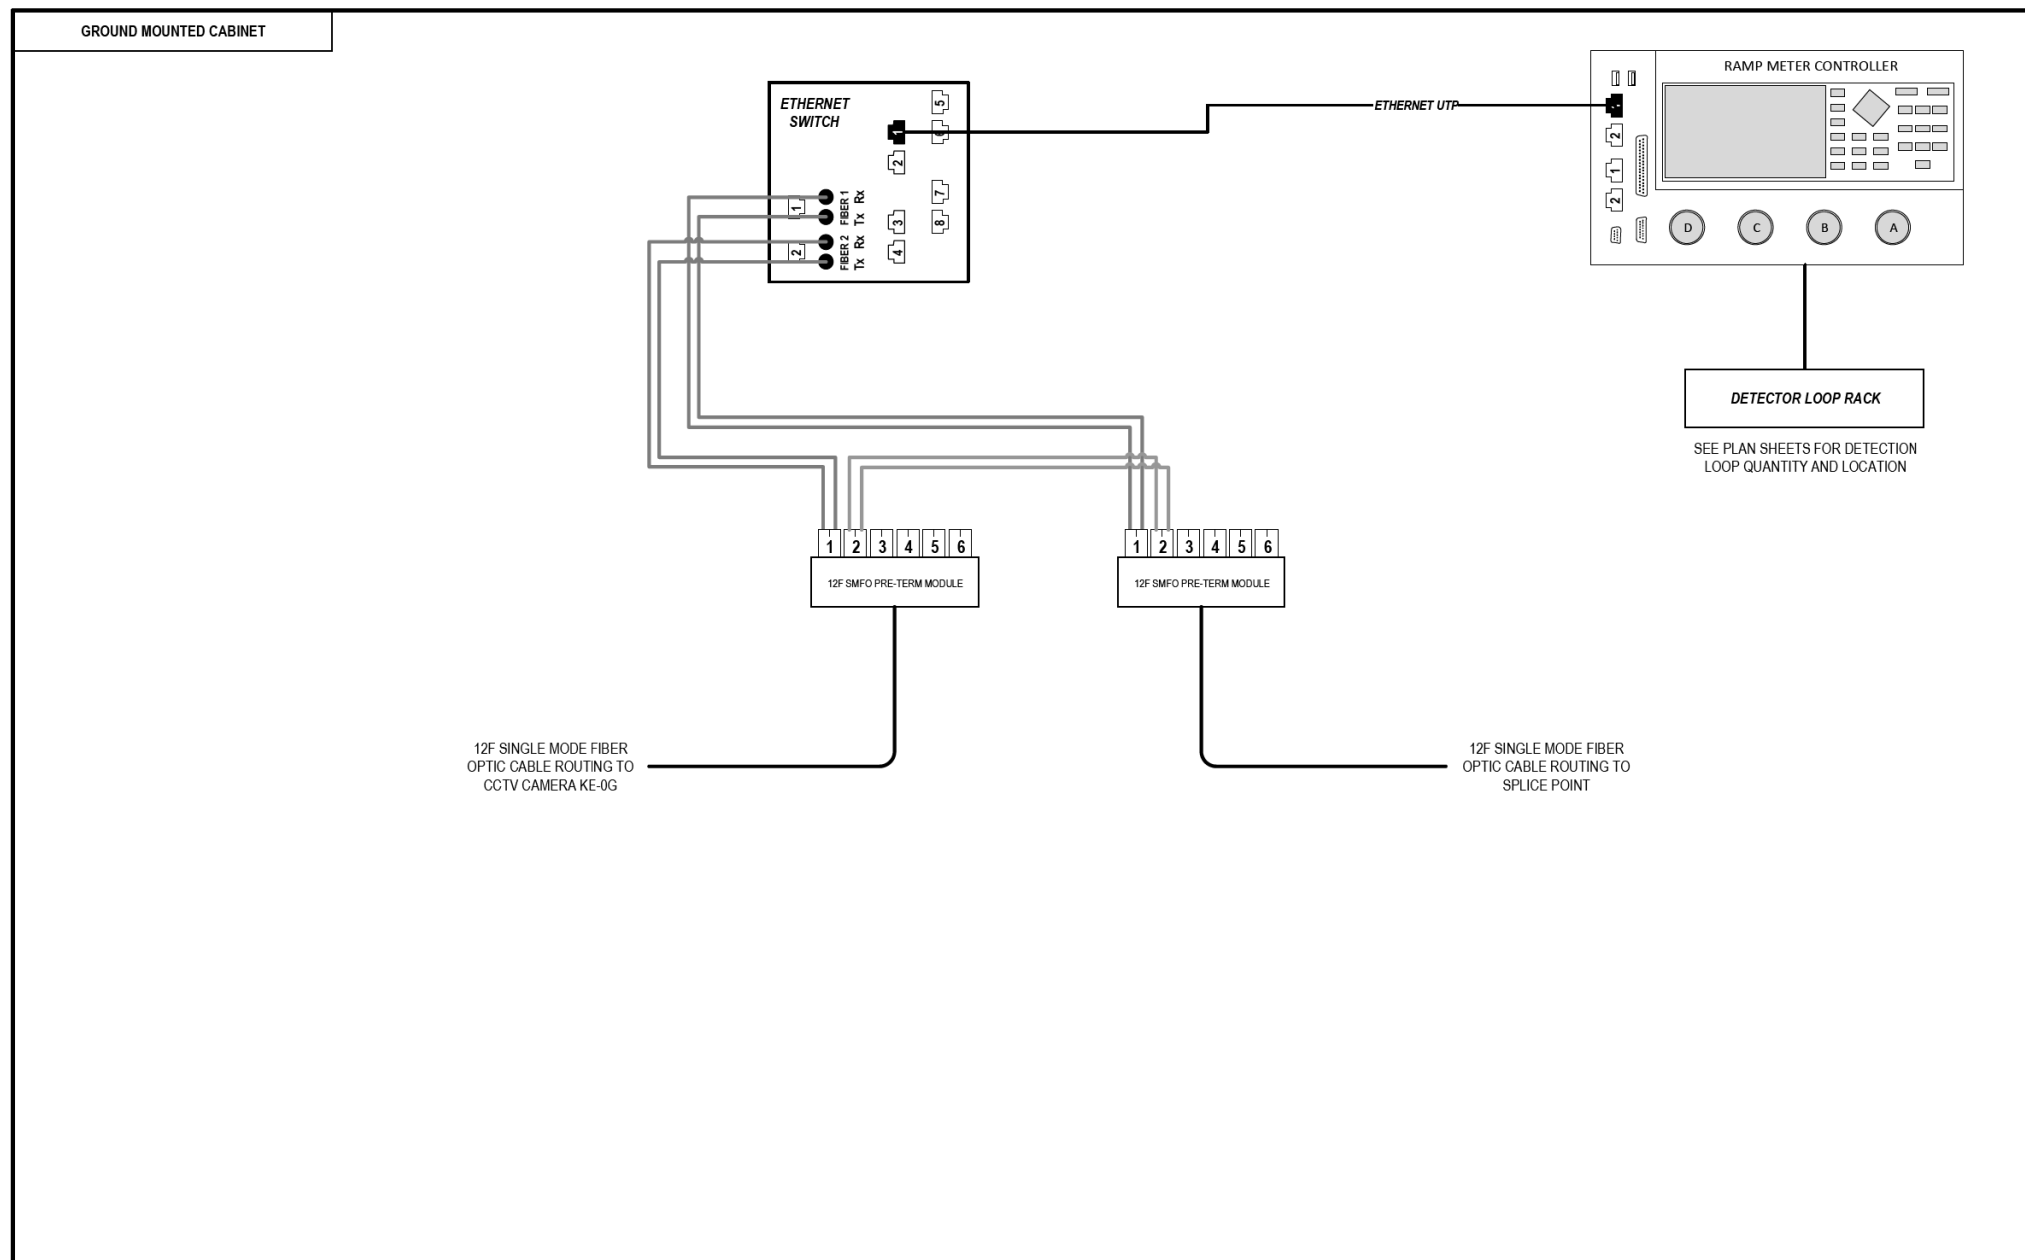 GROUND MOUNTED CABINET
RAMP METER CONTROLLER
ETHERNET
SWITCH
5
1
2
7
3
8
4
1
2
FIBER 1
Tx Rx
FIBER 2
Tx Rx
ETHERNET UTP
2
1
2
D
C
B
A
DETECTOR LOOP RACK
SEE PLAN SHEETS FOR DETECTION
LOOP QUANTITY AND LOCATION
1 2 3 4 5 6
12F SMFO PRE-TERM MODULE
1 2 3 4 5 6
12F SMFO PRE-TERM MODULE
12F SINGLE MODE FIBER
OPTIC CABLE ROUTING TO
CCTV CAMERA KE-0G
12F SINGLE MODE FIBER
OPTIC CABLE ROUTING TO
SPLICE POINT